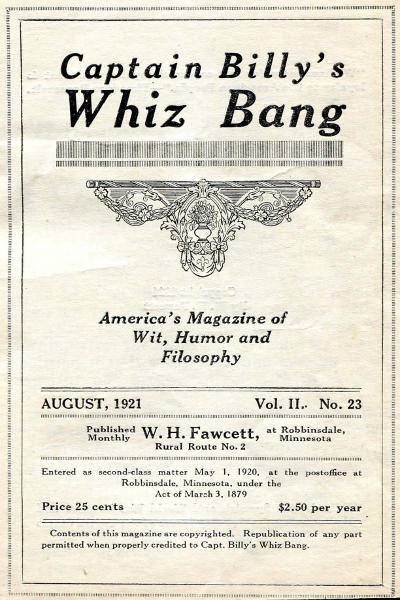 Captain Billy's
Whiz Bang
America's Magazine of
Wit, Humor and
Filosophy
AUGUST, 1921 Vol. II. No. 23
Published Monthly W. H. Fawcett, at Robbinsdale, Minnesota
Rural Route No. 2
Entered as second-class matter May 1, 1920, at the postoffice at
Robbinsdale, Minnesota, under the
Act of March 3, 1879
Price 25 cents $2.50 per year
Contents of this magazine are copyrighted. Republication of any part
permitted when properly credited to Capt. Billy's Whiz Bang.